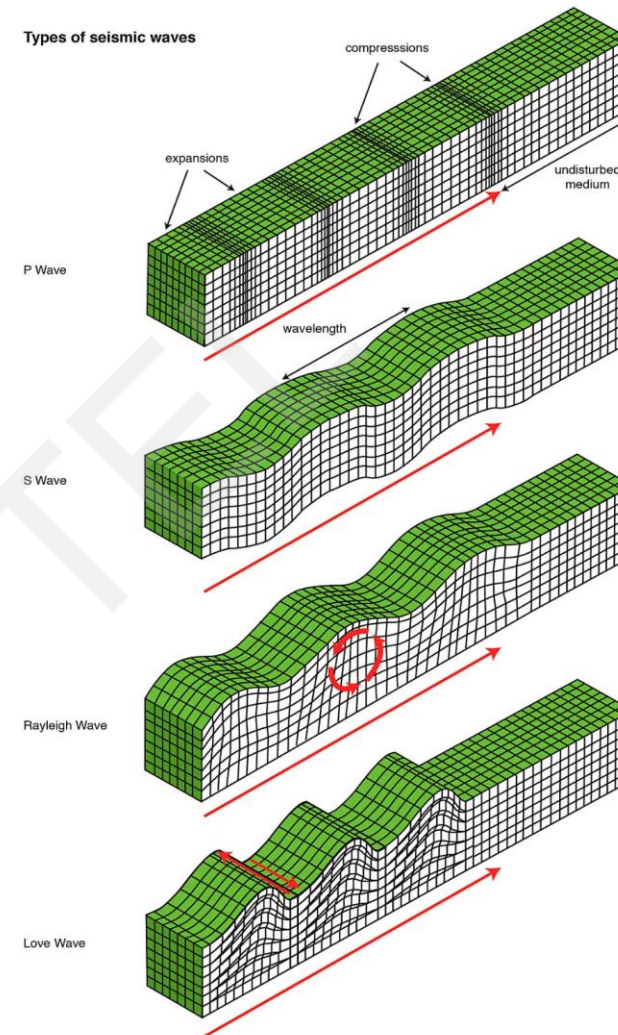 Types of seismic waves
compresssions
expansions
undisturbed
medium
P Wave
wavelength
S Wave
Rayleigh Wave
Love Wave